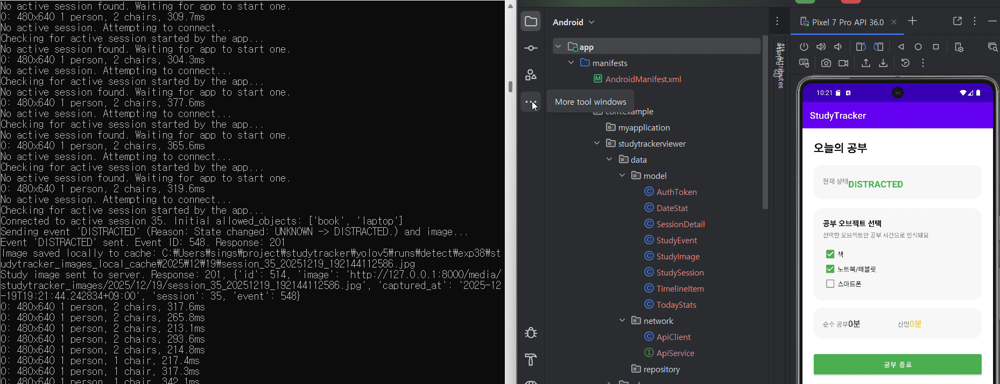 No active session found. Waiting for app to start one.
0: 480x640 1 person, 2 chairs, 309.7ms
No active session. Attempting to connect...
Checking for active session started by the app...
No active session found. Waiting for app to start one.
0: 480x640 1 person, 2 chairs, 304.3ms
No active session. Attempting to connect...
Checking for active session started by the app...
No active session found. Waiting for app to start one.
0: 480x640 1 person, 2 chairs, 377.6ms
No active session. Attempting to connect...
Checking for active session started by the app...
No active session found. Waiting for app to start one.
0: 480x640 1 person, 2 chairs, 365.6ms
No active session. Attempting to connect...
Checking for active session started by the app...
No active session found. Waiting for app to start one.
0: 480x640 1 person, 2 chairs, 319.6ms
No active session. Attempting to connect...
Checking for active session started by the app...
Connected to active session 35. Initial allowed_objects: ['book', 'laptop']
Sending event 'DISTRACTED' (Reason: State changed: UNKNOWN -> DISTRACTED.) and image...
Event 'DISTRACTED' sent. Event ID: 548. Response: 201
Image saved locally to cache: C:₩Users₩sings₩project₩studytracker₩yolov5₩runs₩detect₩exp38₩st
udytracker_images_local_cache₩2025₩12₩19₩session_35_20251219_192144112586.jpg
Study image sent to server. Response: 201, {'id': 514, 'image': 'http://127.0.0.1:8000/media/
studytracker_images/2025/12/19/session_35_20251219_192144112586.jpg', 'captured_at': '2025-12
-19T19:21:44.242834+09:00', 'session': 35, 'event': 548}
0: 480x640 1 person, 2 chairs, 317.6ms
0: 480x640 1 person, 2 chairs, 265.8ms
0: 480x640 1 person, 2 chairs, 213.1ms
0: 480x640 1 person, 2 chairs, 293.6ms
0: 480x640 1 person, 2 chairs, 214.8ms
0: 480x640 1 person, 1 chair, 217.4ms
0: 480x640 1 person, 1 chair, 317.3ms
0: 480x640 1 person, 1 chair, 342.1ms
Android
app
manifests
AndroidManifest.xml
More tool windows
com.example
myapplication
studytrackerviewer
data
model
AuthToken
DateStat
SessionDetail
StudyEvent
StudyImage
StudySession
TimelineItem
TodayStats
network
ApiClient
ApiService
repository
Palette
Attributes
Pixel 7 Pro API 36.0
10:21
StudyTracker
오늘의 공부
현재 상태DISTRACTED
공부 오브젝트 선택
선택한 오브젝트만 공부 시간으로 인식돼요
책
노트북/태블릿
스마트폰
순수 공부0분 산만0분
공부 종료